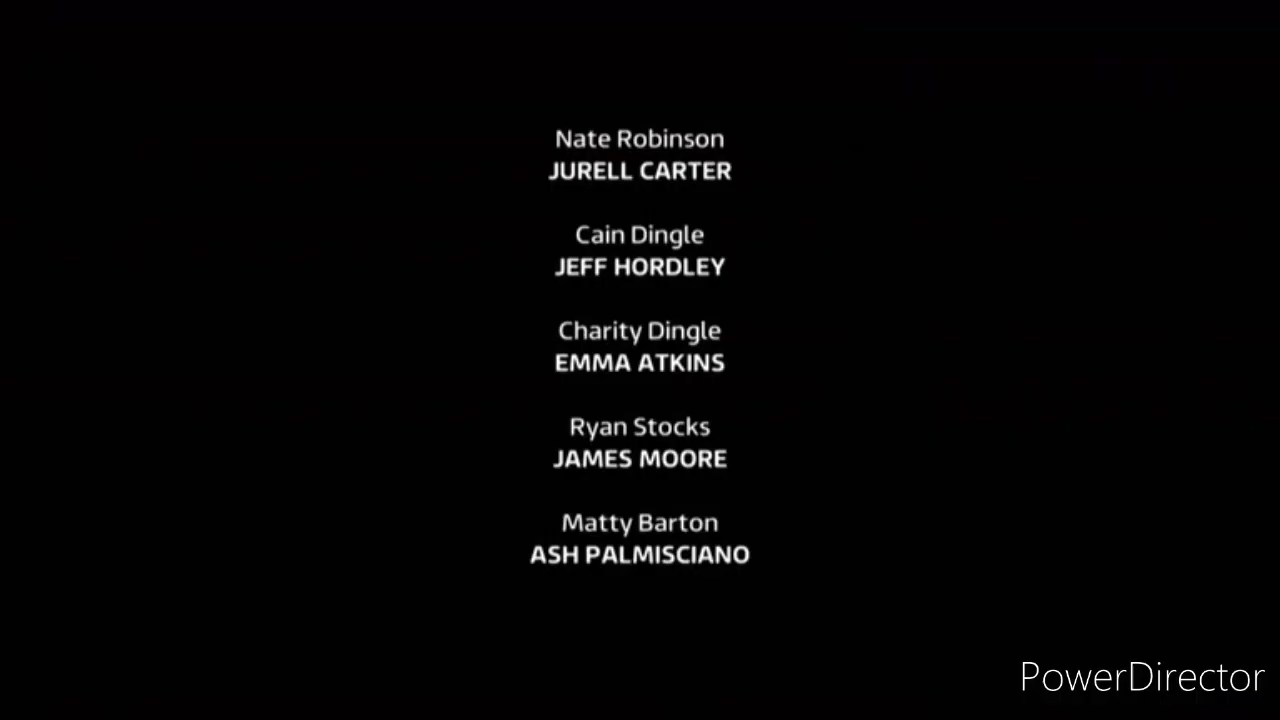 Nate Robinson
JURELL CARTER
Cain Dingle
JEFF HORDLEY
Charity Dingle
EMMA ATKINS
Ryan Stocks
JAMES MOORE
Matty Barton
ASH PALMISCIANO
PowerDirector